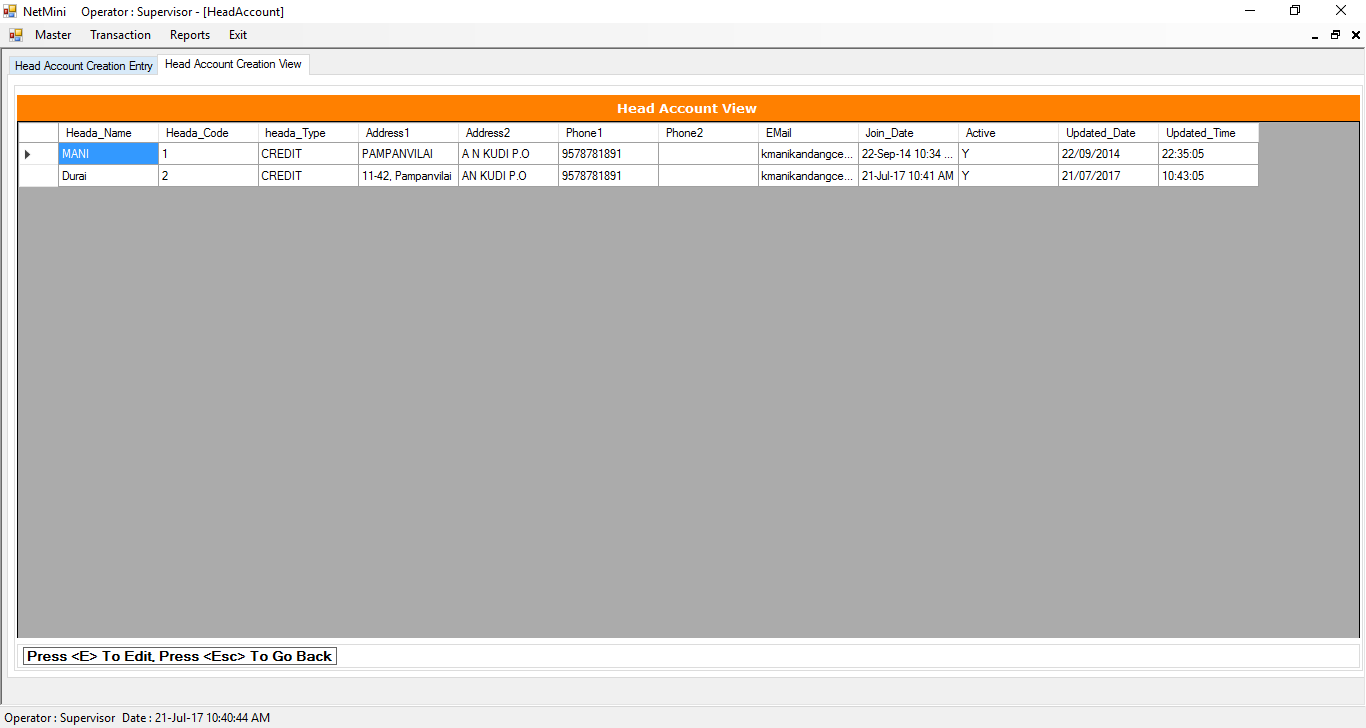 NetMini Operator : Supervisor - [HeadAccount]
Master Transaction Reports Exit
Head Account Creation Entry Head Account Creation View
Head Account View
Heada_Name Heada_Code heada_Type Address1 Address2 Phone1 Phone2 EMail Join_Date Active Updated_Date Updated_Time
MANI 1 CREDIT PAMPANVILAI A N KUDI P.O 9578781891 kmanikandangce... 22-Sep-14 10:34 ... Y 22/09/2014 22:35:05
Durai 2 CREDIT 11-42, Pampanvilai AN KUDI P.O 9578781891 kmanikandangce... 21-Jul-17 10:41 AM Y 21/07/2017 10:43:05
Press <E> To Edit, Press <Esc> To Go Back
Operator : Supervisor Date : 21-Jul-17 10:40:44 AM